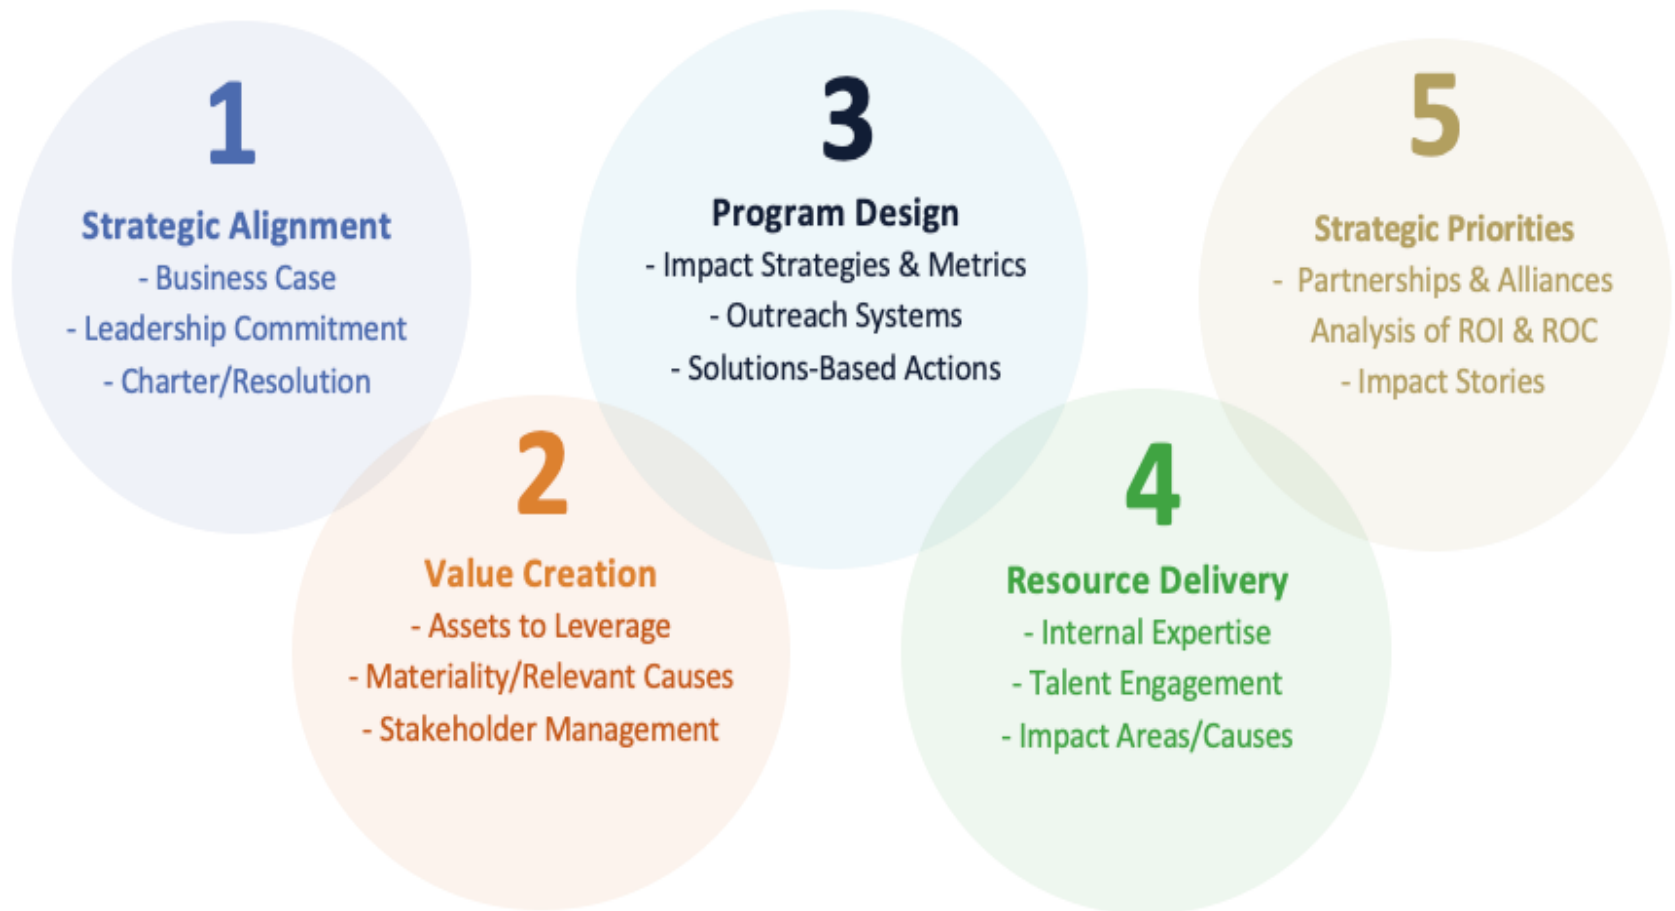 1
Strategic Alignment
- Business Case
- Leadership Commitment
- Charter/Resolution
2
Value Creation
- Assets to Leverage
- Materiality/Relevant Causes
- Stakeholder Management
3
Program Design
- Impact Strategies & Metrics
- Outreach Systems
- Solutions-Based Actions
4
Resource Delivery
- Internal Expertise
- Talent Engagement
- Impact Areas/Causes
5
Strategic Priorities
- Partnerships & Alliances
Analysis of ROI & ROC
- Impact Stories